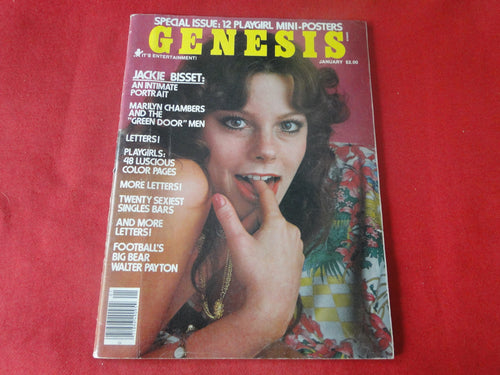 SPECIAL ISSUE: 12 PLAYGIRL MINI-POSTERS
GENESIS!
IT'S ENTERTAINMENT!
JANUARY $2.00
JACKIE BISSET:
AN INTIMATE
PORTRAIT
MARILYN CHAMBERS
AND THE
"GREEN DOOR" MEN
LETTERS!
PLAYGIRLS:
48 LUSCIOUS
COLOR PAGES
MORE LETTERS!
TWENTY SEXIEST
SINGLES BARS
AND MORE
LETTERS!
FOOTBALL'S
BIG BEAR
WALTER PAYTON